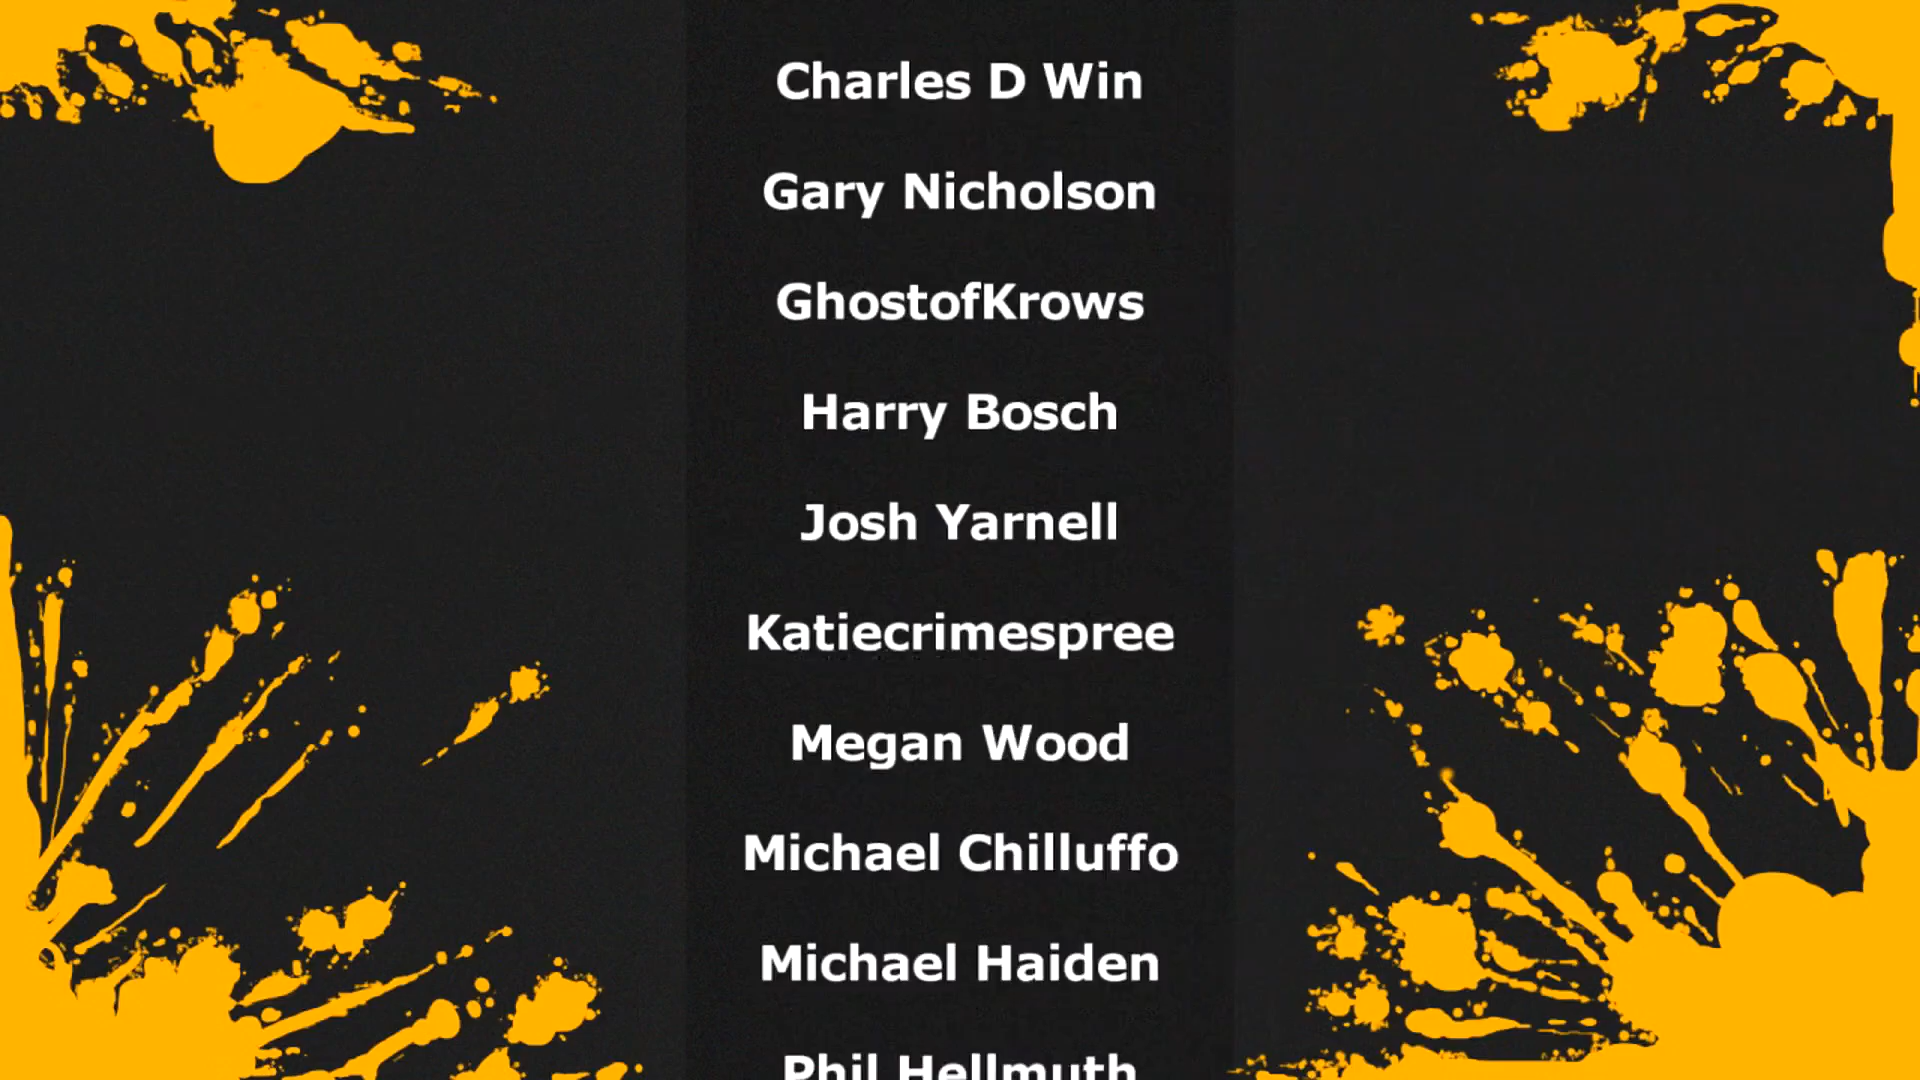 Charles D Win
Gary Nicholson
GhostofKrows
Harry Bosch
Josh Yarnell
Katiecrimespree
Megan Wood
Michael Chilluffo
Michael Haiden
Phil Hellmuth